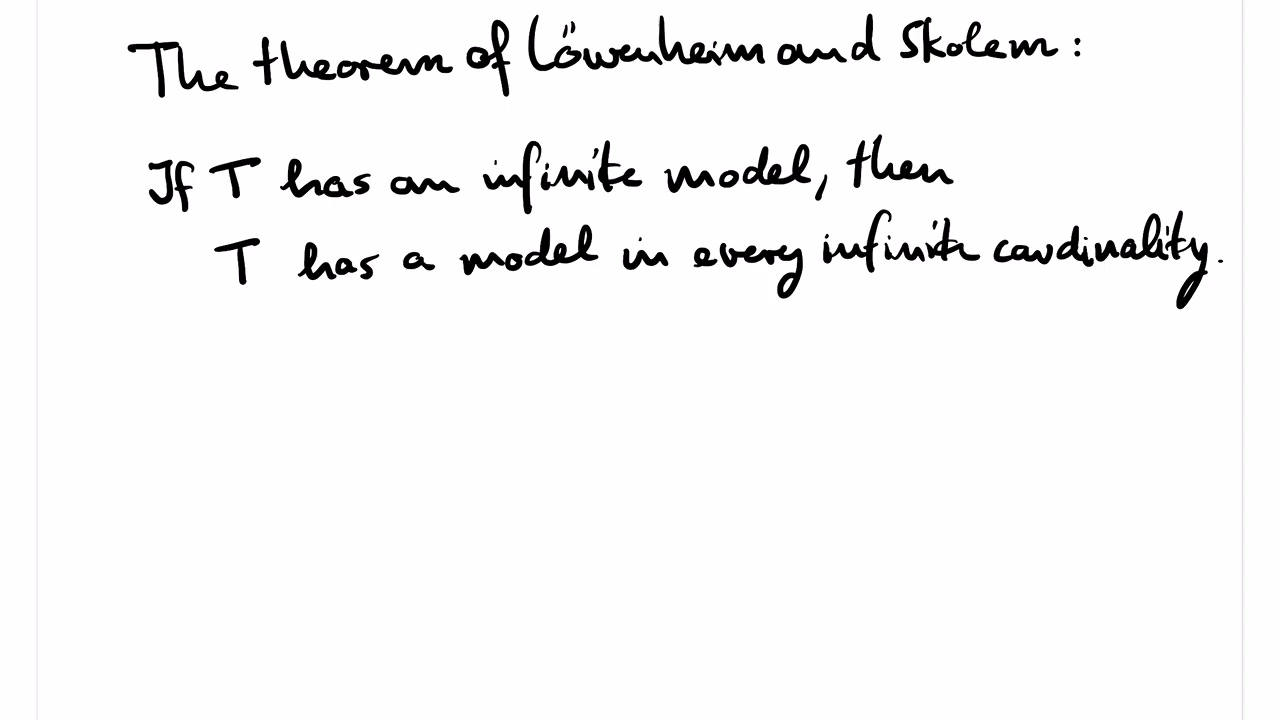 The theorem of Löwenheim and Skolem:
If T has an infinite model, then
T has a model in every infinite cardinality.